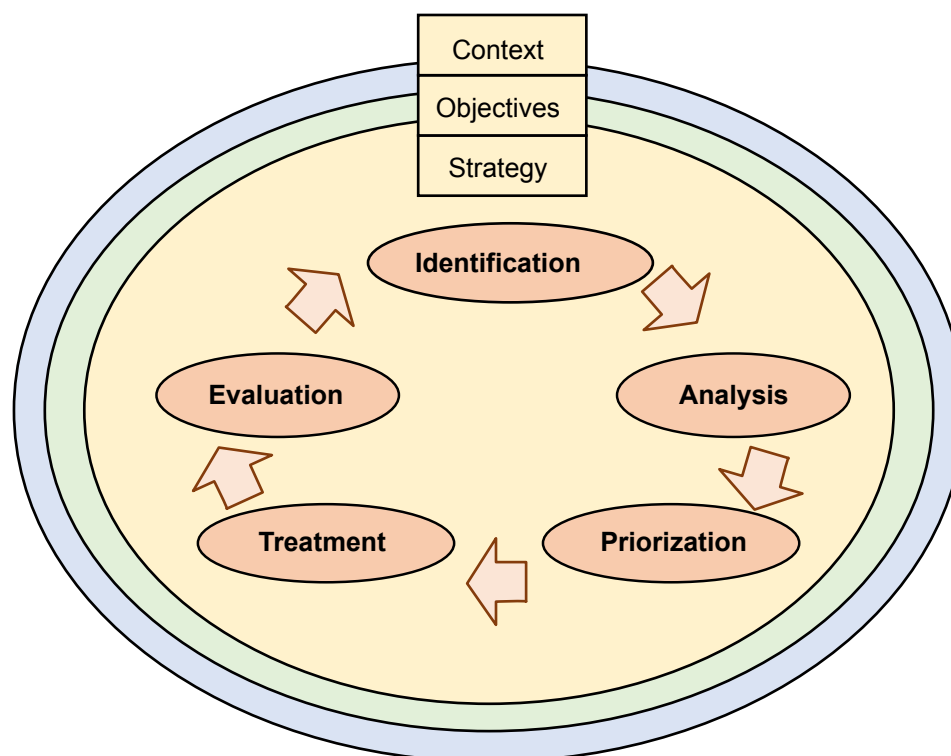 Context
Objectives
Strategy
Identification
Evaluation
Analysis
Treatment
Priorization